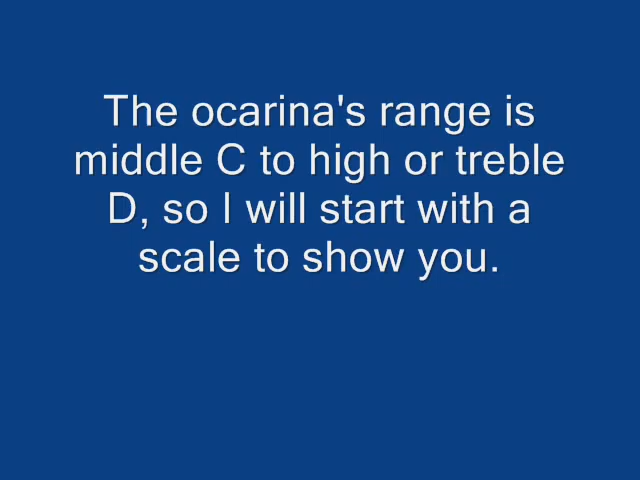 The ocarina's range is
middle C to high or treble
D, so I will start with a
scale to show you.